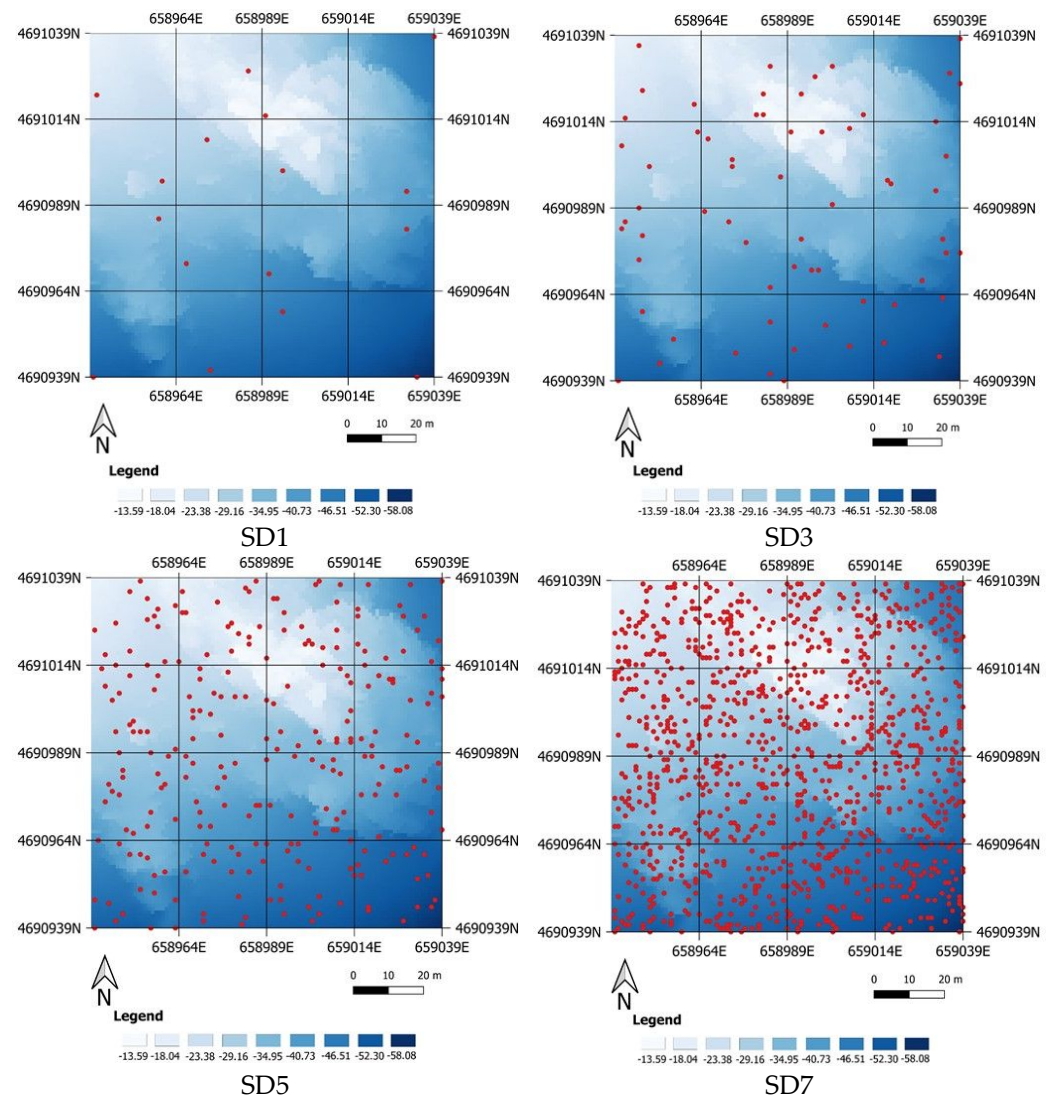 658964E 658989E 659014E 659039E
4691039N 4691039N
4691014N 4691014N
4690989N 4690989N
4690964N 4690964N
4690939N 4690939N
658964E 658989E 659014E 659039E
0 10 20 m
N
Legend
-13.59 -18.04 -23.38 -29.16 -34.95 -40.73 -46.51 -52.30 -58.08
SD1
658964E 658989E 659014E 659039E
4691039N 4691039N
4691014N 4691014N
4690989N 4690989N
4690964N 4690964N
4690939N 4690939N
658964E 658989E 659014E 659039E
0 10 20 m
N
Legend
-13.59 -18.04 -23.38 -29.16 -34.95 -40.73 -46.51 -52.30 -58.08
SD3
658964E 658989E 659014E 659039E
4691039N 4691039N
4691014N 4691014N
4690989N 4690989N
4690964N 4690964N
4690939N 4690939N
658964E 658989E 659014E 659039E
0 10 20 m
N
Legend
-13.59 -18.04 -23.38 -29.16 -34.95 -40.73 -46.51 -52.30 -58.08
SD5
658964E 658989E 659014E 659039E
4691039N 4691039N
4691014N 4691014N
4690989N 4690989N
4690964N 4690964N
4690939N 4690939N
658964E 658989E 659014E 659039E
0 10 20 m
N
Legend
-13.59 -18.04 -23.38 -29.16 -34.95 -40.73 -46.51 -52.30 -58.08
SD7